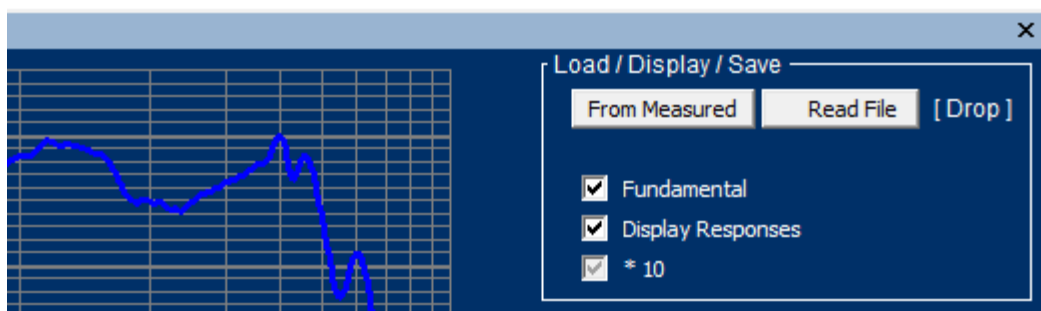 Load / Display / Save
From Measured Read File [ Drop ]
Fundamental
Display Responses
* 10